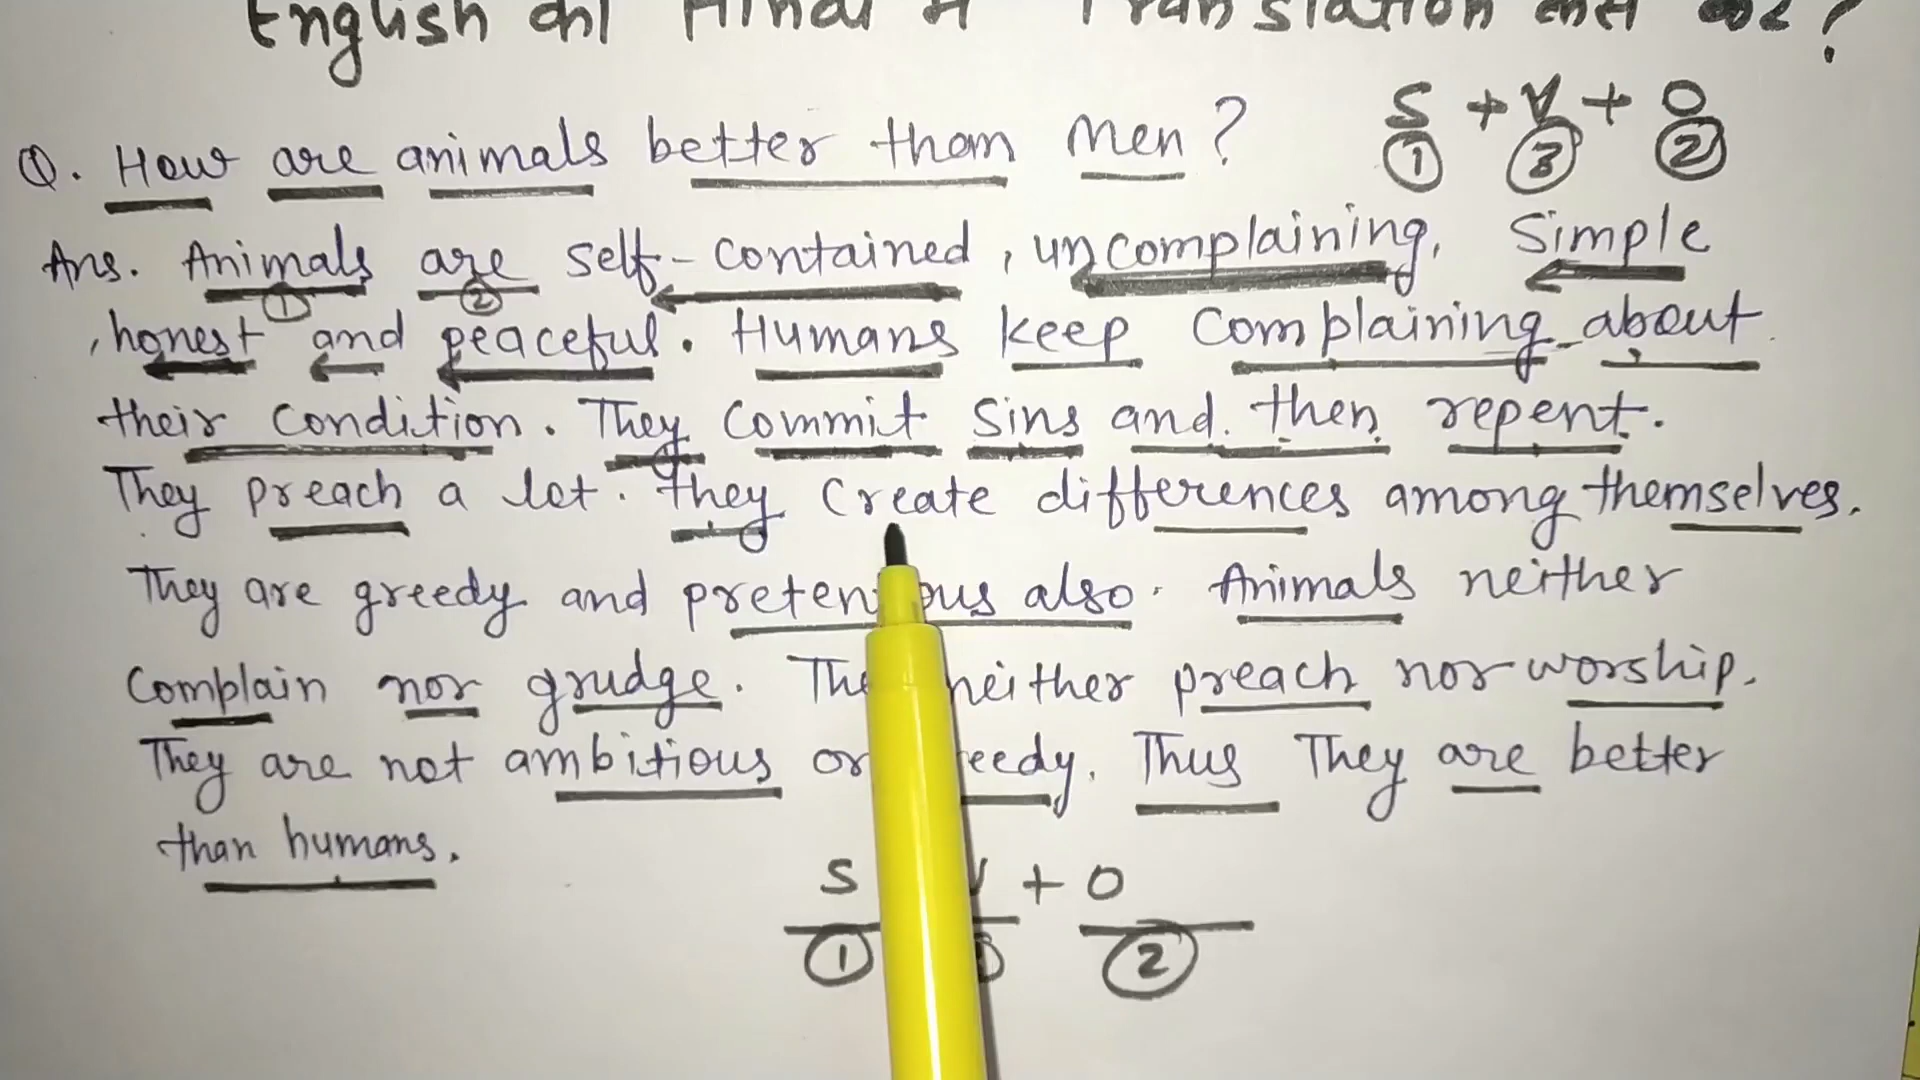 English को हिन्दी में Translation कैसे करें ?
S + V + O
Q. How are animals better than Men ? ① ③ ②
Ans. Animals are self-contained, uncomplaining, Simple
① ②
, honest and peaceful. Humans keep Complaining about
their Condition. They Commit Sins and then repent.
They preach a lot. They Create differences among themselves.
They are greedy and also. Animals neither
Complain nor grudge. neither preach nor worship.
They are not ambitious or Thus They are better
than humans.
S + O
① ②